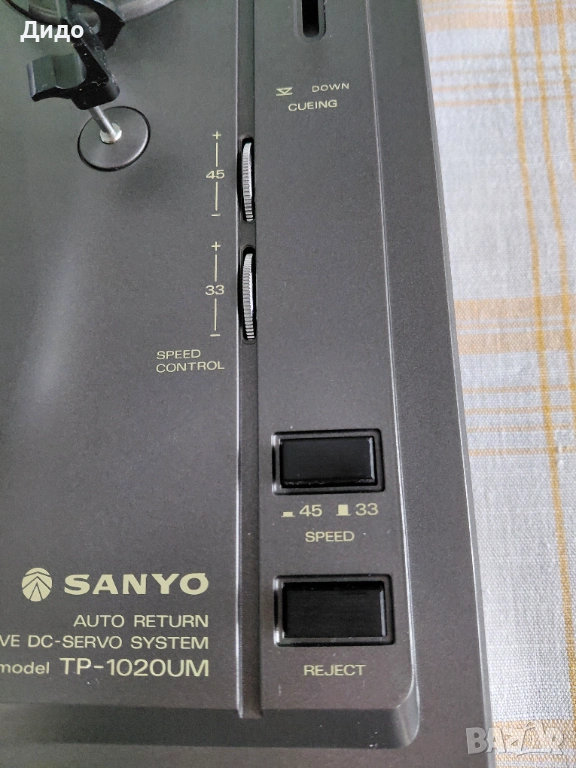 Дидо
DOWN
CUEING
+
45
-
+
33
-
SPEED
CONTROL
45 33
SPEED
SANYO
AUTO RETURN
VE DC-SERVO SYSTEM
model TP-1020UM
REJECT
BAZAR